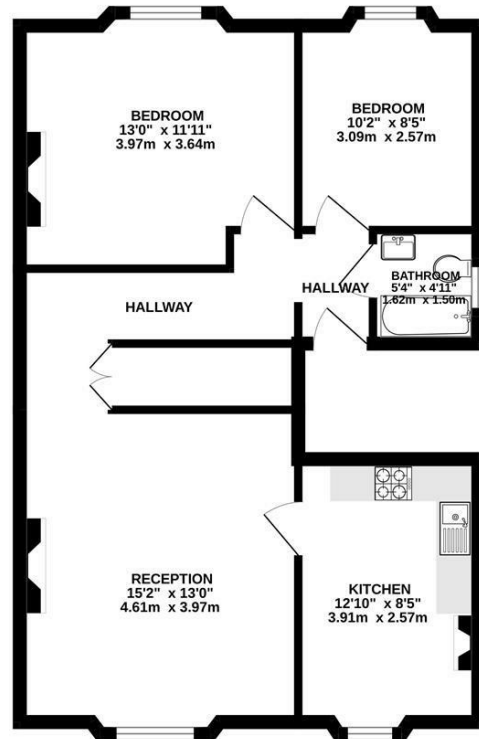 BEDROOM
13'0" x 11'11"
3.97m x 3.64m
BEDROOM
10'2" x 8'5"
3.09m x 2.57m
BATHROOM
5'4" x 4'11"
1.62m x 1.50m
HALLWAY
HALLWAY
RECEPTION
15'2" x 13'0"
4.61m x 3.97m
KITCHEN
12'10" x 8'5"
3.91m x 2.57m